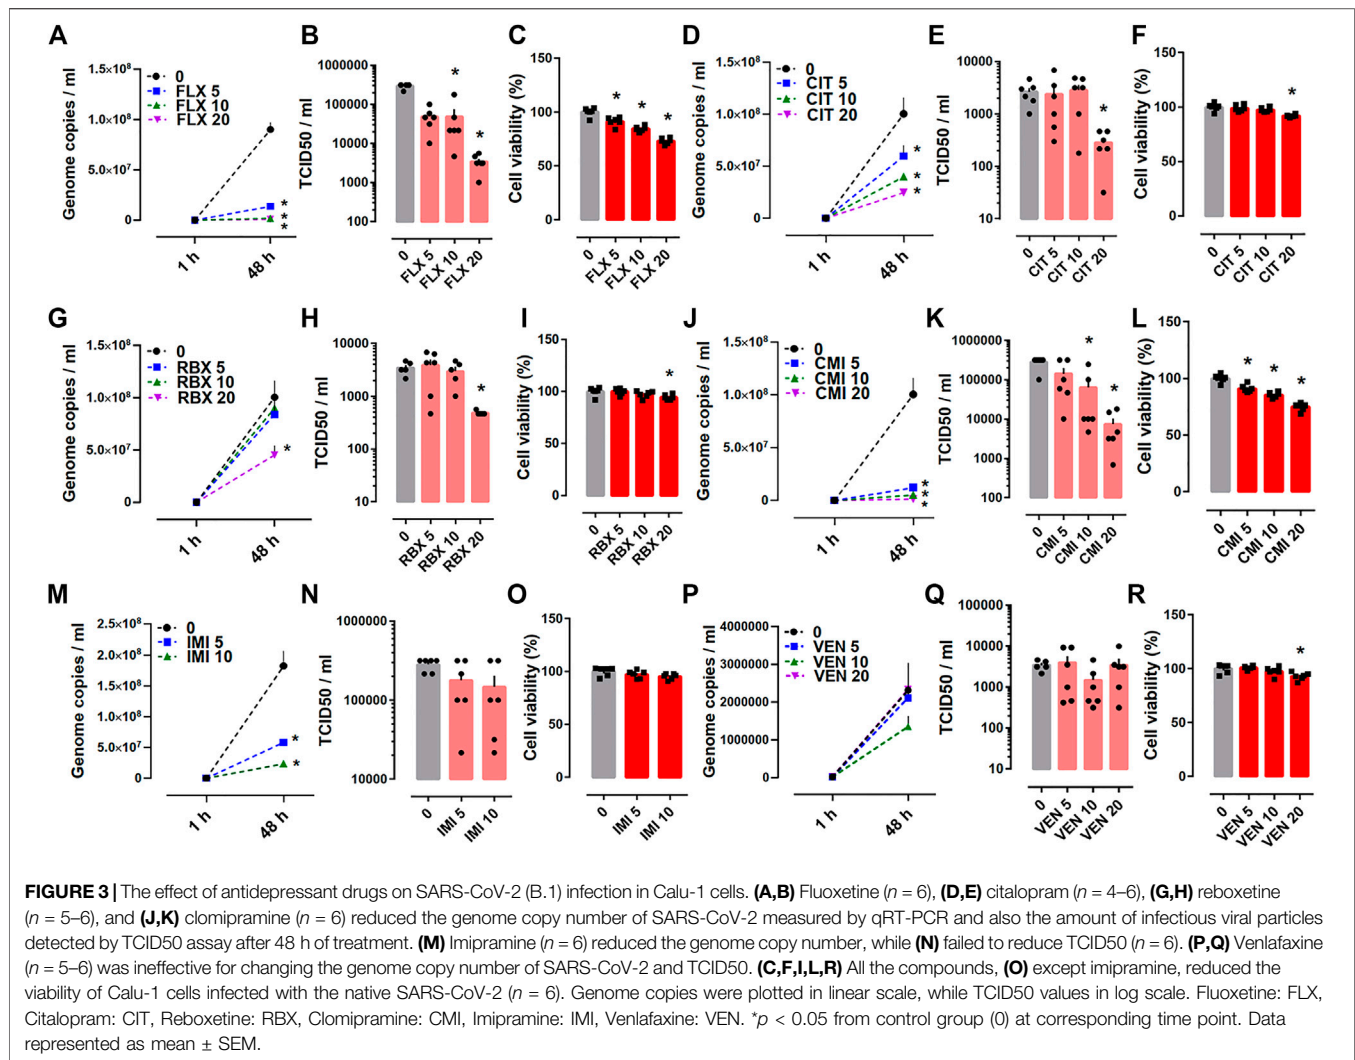 A
Genome copies / ml
1.5×10⁸
1.0×10⁸
5.0×10⁷
0
0
FLX 5
FLX 10
FLX 20
*
*
*
1 h
48 h
B
TCID50 / ml
1000000
100000
10000
1000
100
*
*
0
FLX 5
FLX 10
FLX 20
C
Cell viability (%)
150
100
50
0
*
*
*
0
FLX 5
FLX 10
FLX 20
D
Genome copies / ml
1.5×10⁸
1.0×10⁸
5.0×10⁷
0
0
CIT 5
CIT 10
CIT 20
*
*
*
1 h
48 h
E
TCID50 / ml
10000
1000
100
10
*
0
CIT 5
CIT 10
CIT 20
F
Cell viability (%)
150
100
50
0
*
0
CIT 5
CIT 10
CIT 20
G
Genome copies / ml
1.5×10⁸
1.0×10⁸
5.0×10⁷
0
0
RBX 5
RBX 10
RBX 20
*
1 h
48 h
H
TCID50 / ml
10000
1000
100
10
*
0
RBX 5
RBX 10
RBX 20
I
Cell viability (%)
150
100
50
0
*
0
RBX 5
RBX 10
RBX 20
J
Genome copies / ml
1.5×10⁸
1.0×10⁸
5.0×10⁷
0
0
CMI 5
CMI 10
CMI 20
*
*
*
1 h
48 h
K
TCID50 / ml
1000000
100000
10000
1000
100
*
*
0
CMI 5
CMI 10
CMI 20
L
Cell viability (%)
150
100
50
0
*
*
*
0
CMI 5
CMI 10
CMI 20
M
Genome copies / ml
2.5×10⁸
2.0×10⁸
1.5×10⁸
1.0×10⁸
5.0×10⁷
0
0
IMI 5
IMI 10
*
*
1 h
48 h
N
TCID50 / ml
1000000
100000
10000
0
IMI 5
IMI 10
O
Cell viability (%)
150
100
50
0
0
IMI 5
IMI 10
P
Genome copies / ml
4000000
3000000
2000000
1000000
0
0
VEN 5
VEN 10
VEN 20
1 h
48 h
Q
TCID50 / ml
100000
10000
1000
100
10
0
VEN 5
VEN 10
VEN 20
R
Cell viability (%)
150
100
50
0
*
0
VEN 5
VEN 10
VEN 20
FIGURE 3 | The effect of antidepressant drugs on SARS-CoV-2 (B.1) infection in Calu-1 cells. (A,B) Fluoxetine (n = 6), (D,E) citalopram (n = 4–6), (G,H) reboxetine
(n = 5–6), and (J,K) clomipramine (n = 6) reduced the genome copy number of SARS-CoV-2 measured by qRT-PCR and also the amount of infectious viral particles
detected by TCID50 assay after 48 h of treatment. (M) Imipramine (n = 6) reduced the genome copy number, while (N) failed to reduce TCID50 (n = 6). (P,Q) Venlafaxine
(n = 5–6) was ineffective for changing the genome copy number of SARS-CoV-2 and TCID50. (C,F,I,L,R) All the compounds, (O) except imipramine, reduced the
viability of Calu-1 cells infected with the native SARS-CoV-2 (n = 6). Genome copies were plotted in linear scale, while TCID50 values in log scale. Fluoxetine: FLX,
Citalopram: CIT, Reboxetine: RBX, Clomipramine: CMI, Imipramine: IMI, Venlafaxine: VEN. *p < 0.05 from control group (0) at corresponding time point. Data
represented as mean ± SEM.